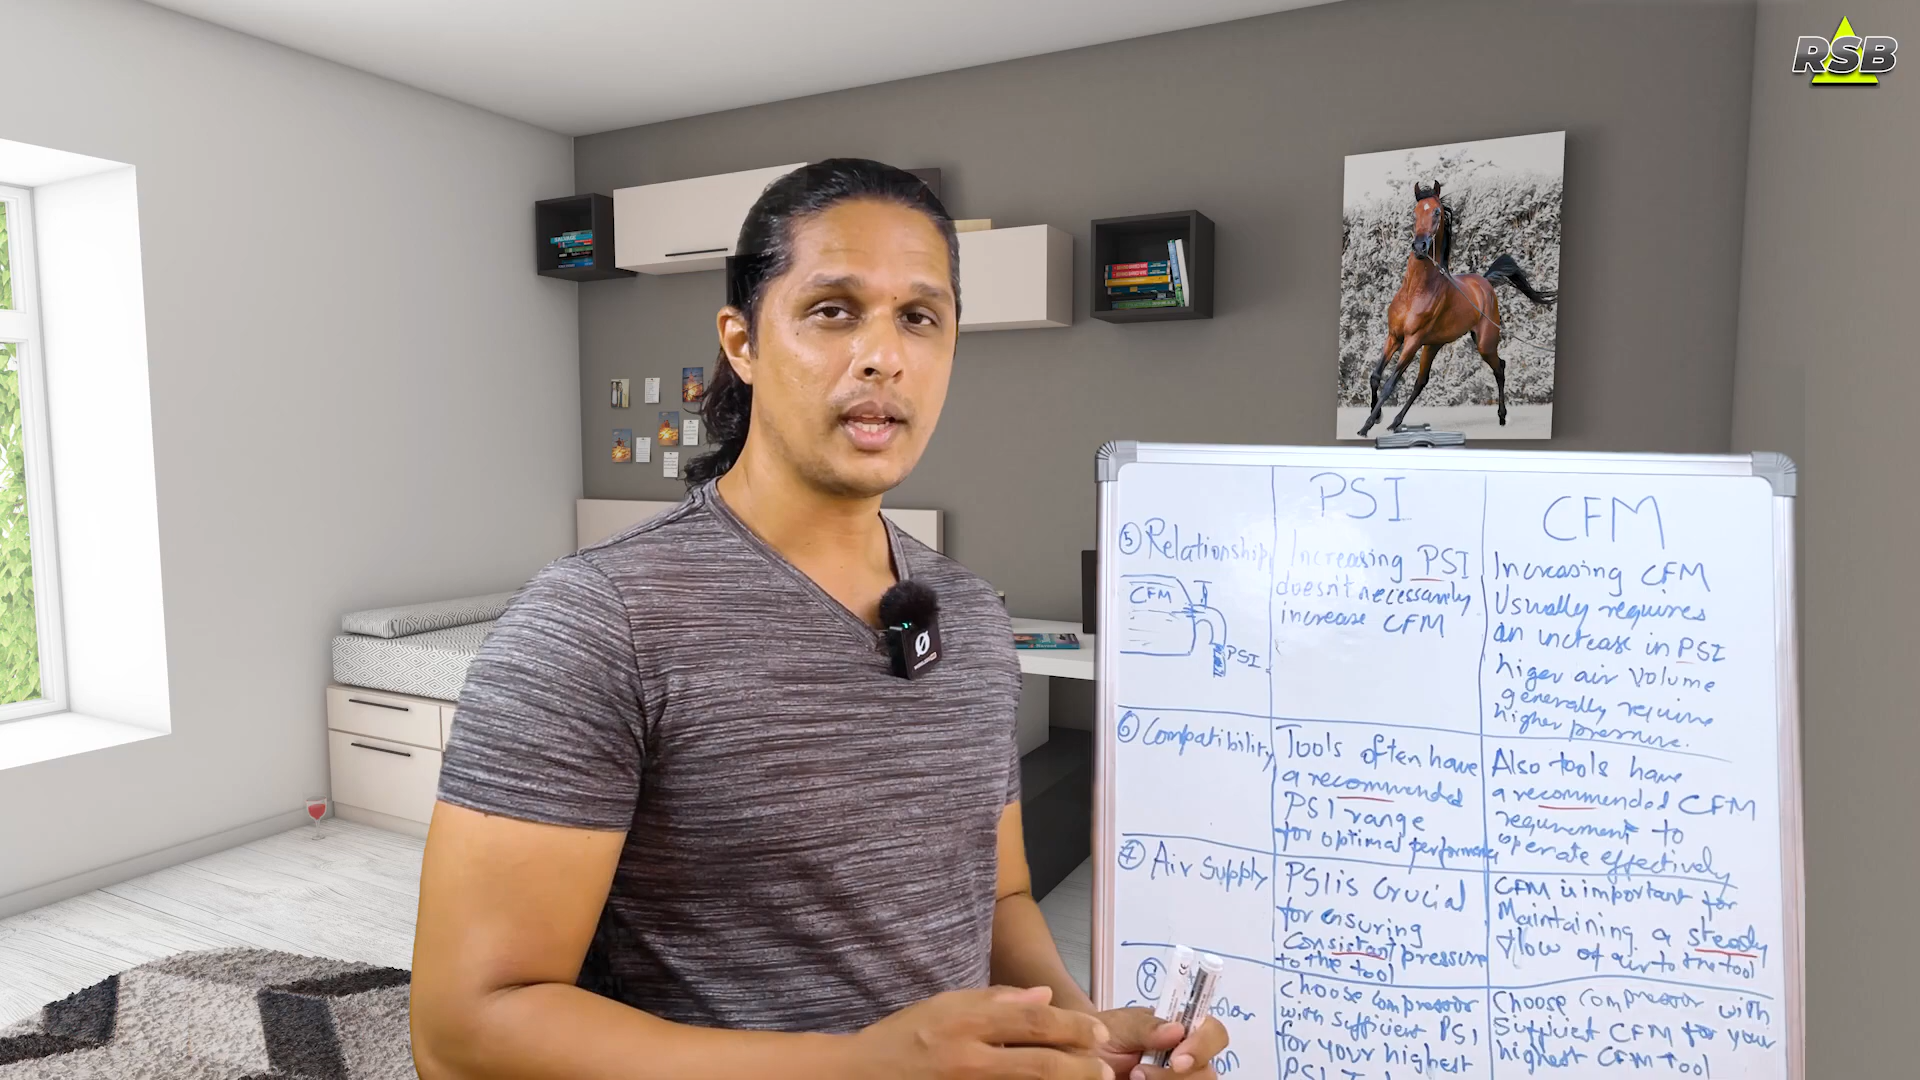 RSB
PSI
CFM
5 Relationship
CFM
PSI
Increasing PSI
doesn't necessarily
increase CFM
Increasing CFM
Usually requires
an increase in PSI
higer air volume
generally require
higher pressure.
6 Compatibility
Tools often have
a recommended
PSI range
for optimal performance
Also tools have
a recommended CFM
requirement to
operate effectively
7 Air Supply
PSI is crucial
for ensuring
Consistant pressure
to the tool
CFM is important for
Maintaining a steady
flow of air to the tool
8
choose compressor
with sufficient PSI
for your highest
PSI
Choose compressor with
sufficient CFM for your
highest CFM tool